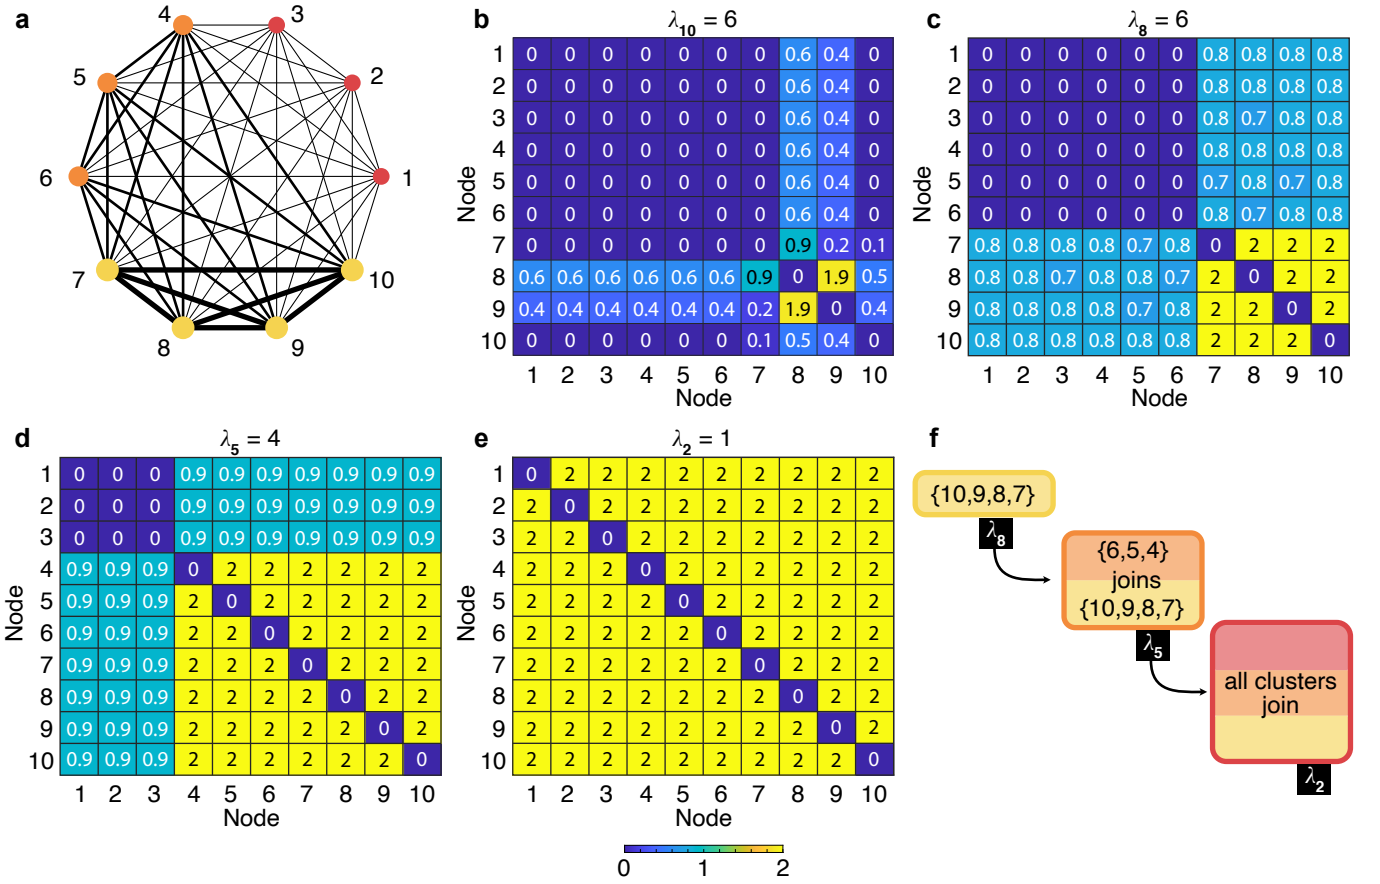 a
4
3
5
2
6
1
7
10
8
9
b
λ10 = 6
Node
1 0 0 0 0 0 0 0 0.6 0.4 0
2 0 0 0 0 0 0 0 0.6 0.4 0
3 0 0 0 0 0 0 0 0.6 0.4 0
4 0 0 0 0 0 0 0 0.6 0.4 0
5 0 0 0 0 0 0 0 0.6 0.4 0
6 0 0 0 0 0 0 0 0.6 0.4 0
7 0 0 0 0 0 0 0 0.9 0.2 0.1
8 0.6 0.6 0.6 0.6 0.6 0.6 0.9 0 1.9 0.5
9 0.4 0.4 0.4 0.4 0.4 0.4 0.2 1.9 0 0.4
10 0 0 0 0 0 0 0.1 0.5 0.4 0
1 2 3 4 5 6 7 8 9 10
Node
c
λ8 = 6
Node
1 0 0 0 0 0 0 0.8 0.8 0.8 0.8
2 0 0 0 0 0 0 0.8 0.8 0.8 0.8
3 0 0 0 0 0 0 0.8 0.7 0.8 0.8
4 0 0 0 0 0 0 0.8 0.8 0.8 0.8
5 0 0 0 0 0 0 0.7 0.8 0.7 0.8
6 0 0 0 0 0 0 0.8 0.7 0.8 0.8
7 0.8 0.8 0.8 0.8 0.7 0.8 0 2 2 2
8 0.8 0.8 0.7 0.8 0.8 0.7 2 0 2 2
9 0.8 0.8 0.8 0.8 0.7 0.8 2 2 0 2
10 0.8 0.8 0.8 0.8 0.8 0.8 2 2 2 0
1 2 3 4 5 6 7 8 9 10
Node
d
λ5 = 4
Node
1 0 0 0 0.9 0.9 0.9 0.9 0.9 0.9 0.9
2 0 0 0 0.9 0.9 0.9 0.9 0.9 0.9 0.9
3 0 0 0 0.9 0.9 0.9 0.9 0.9 0.9 0.9
4 0.9 0.9 0.9 0 2 2 2 2 2 2
5 0.9 0.9 0.9 2 0 2 2 2 2 2
6 0.9 0.9 0.9 2 2 0 2 2 2 2
7 0.9 0.9 0.9 2 2 2 0 2 2 2
8 0.9 0.9 0.9 2 2 2 2 0 2 2
9 0.9 0.9 0.9 2 2 2 2 2 0 2
10 0.9 0.9 0.9 2 2 2 2 2 2 0
1 2 3 4 5 6 7 8 9 10
Node
e
λ2 = 1
Node
1 0 2 2 2 2 2 2 2 2 2
2 2 0 2 2 2 2 2 2 2 2
3 2 2 0 2 2 2 2 2 2 2
4 2 2 2 0 2 2 2 2 2 2
5 2 2 2 2 0 2 2 2 2 2
6 2 2 2 2 2 0 2 2 2 2
7 2 2 2 2 2 2 0 2 2 2
8 2 2 2 2 2 2 2 0 2 2
9 2 2 2 2 2 2 2 2 0 2
10 2 2 2 2 2 2 2 2 2 0
1 2 3 4 5 6 7 8 9 10
Node
0 1 2
f
{10,9,8,7}
λ8
{6,5,4}
joins
{10,9,8,7}
λ5
all clusters
join
λ2